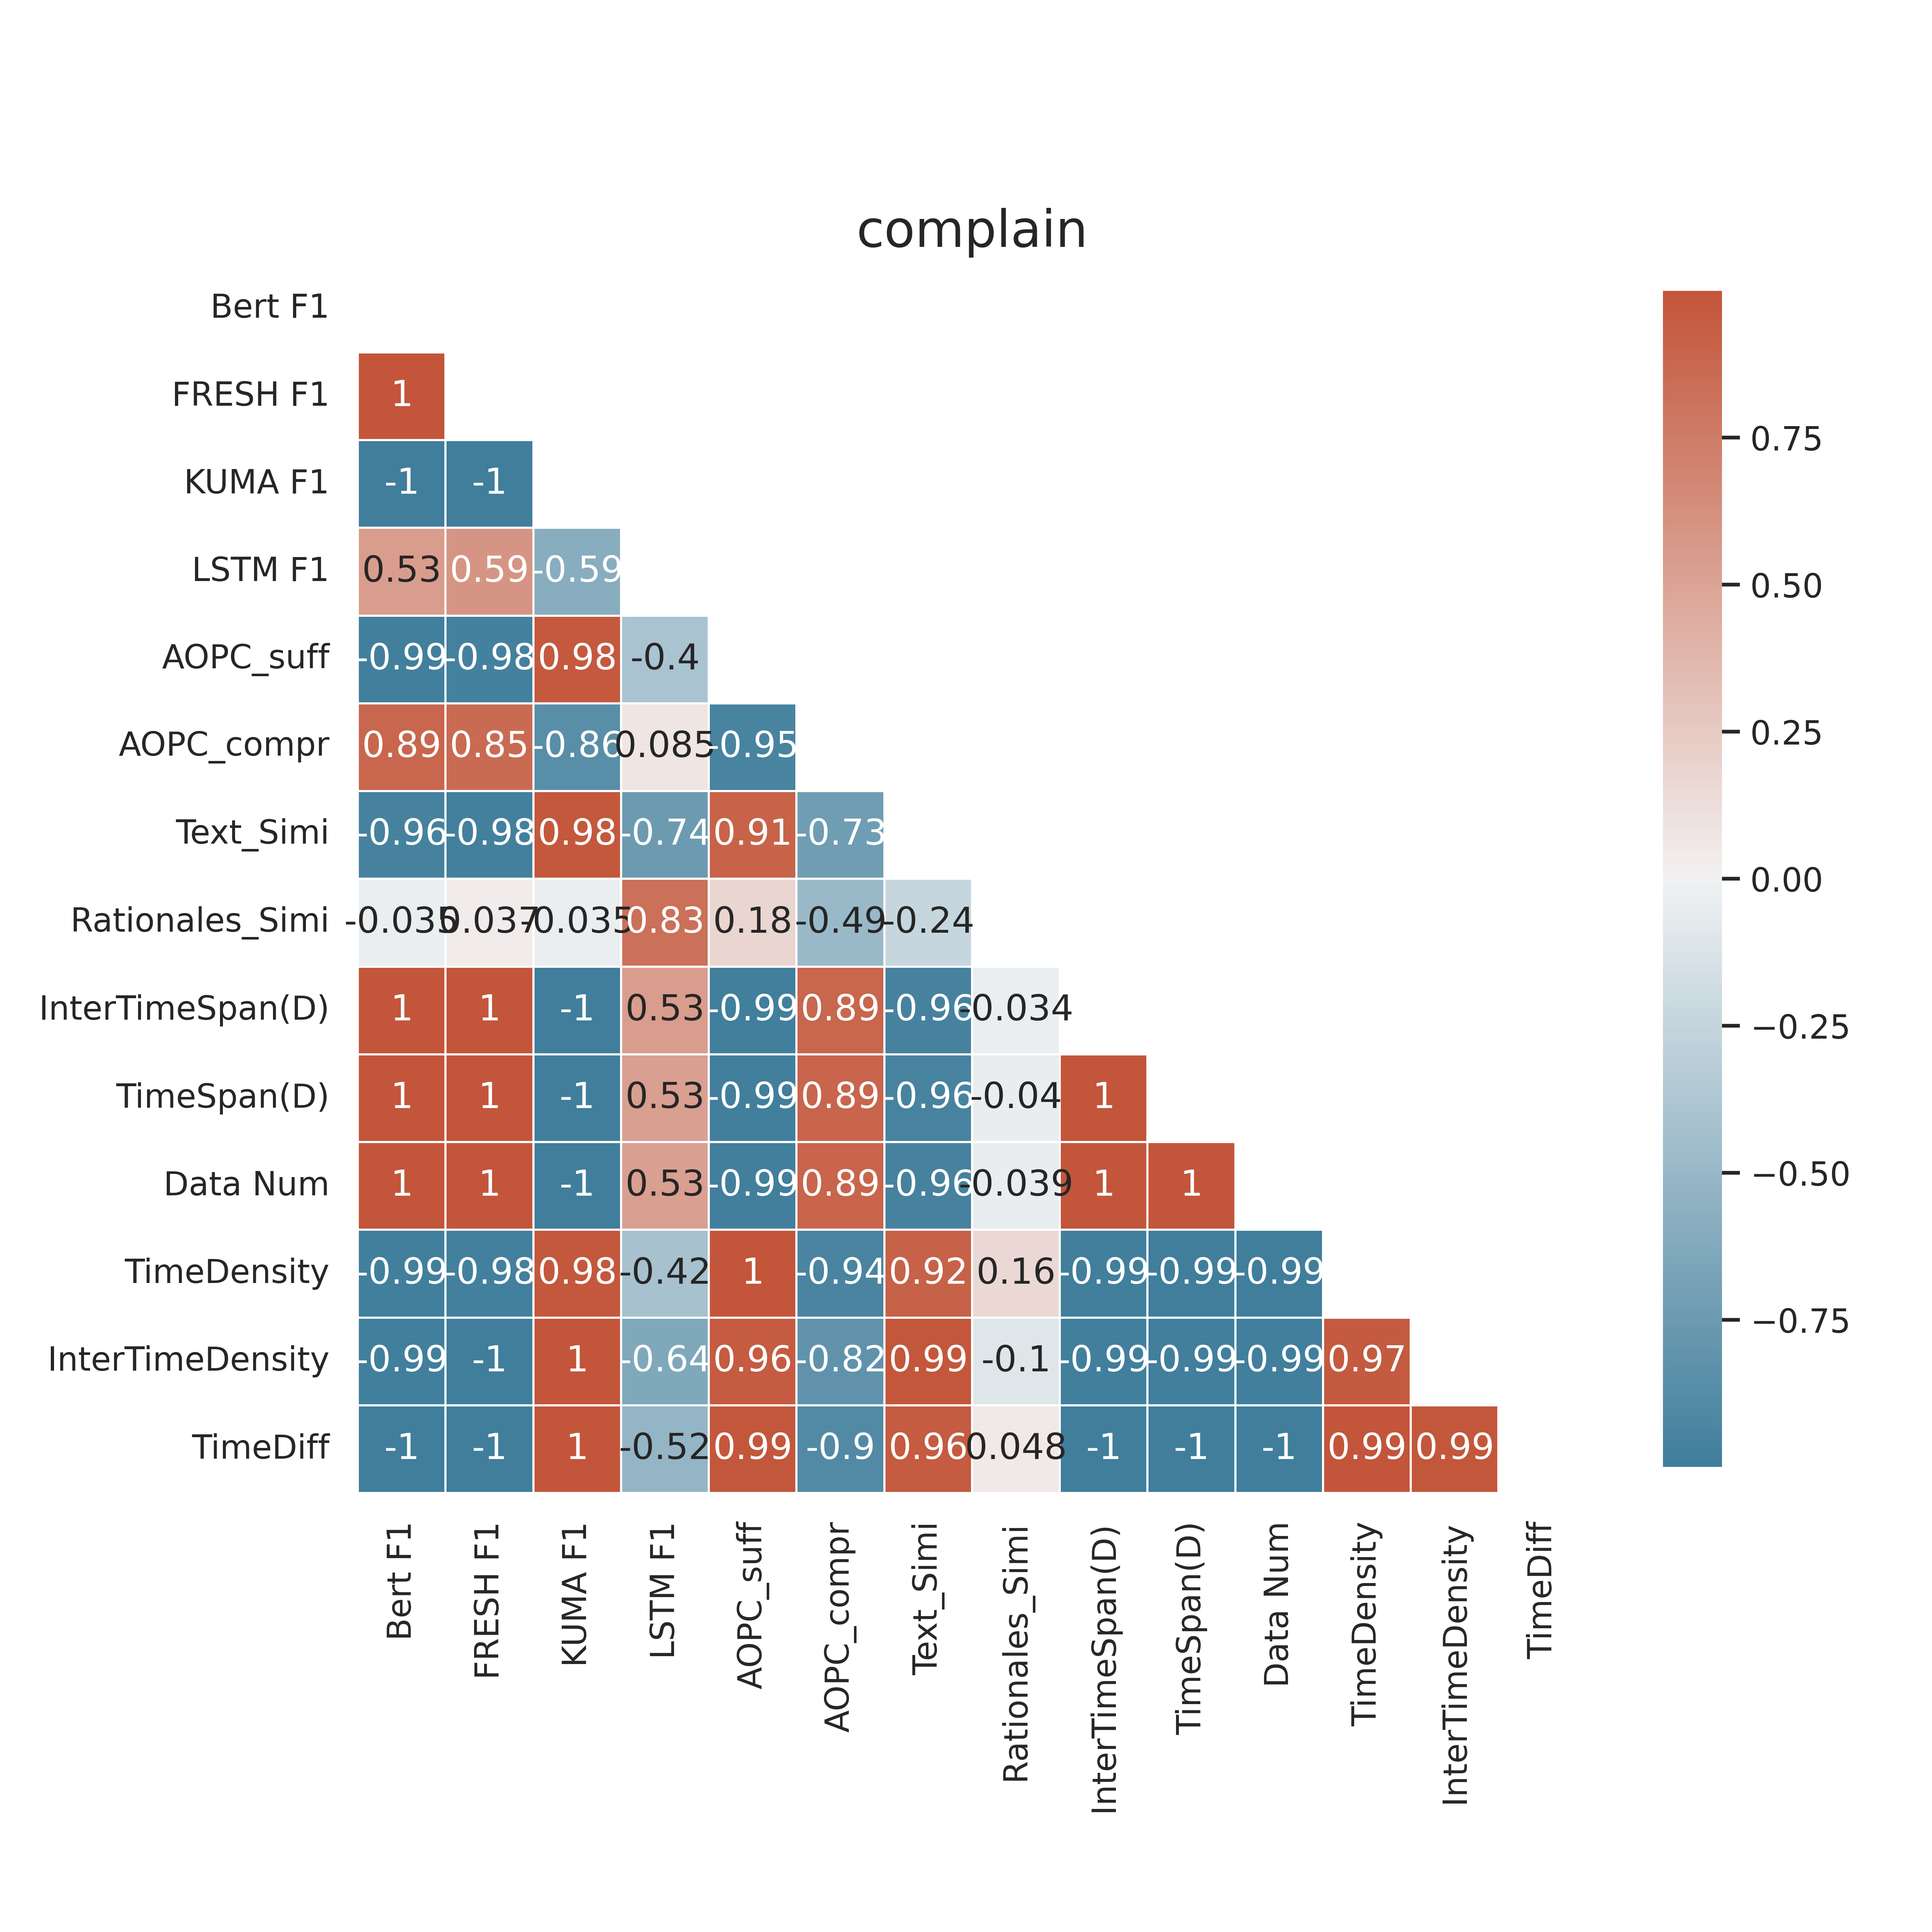 complain
Bert F1
FRESH F1 1
KUMA F1 -1 -1
LSTM F1 0.53 0.59 -0.59
AOPC_suff -0.99 -0.98 0.98 -0.4
AOPC_compr 0.89 0.85 -0.86 0.085 -0.95
Text_Simi -0.96 -0.98 0.98 -0.74 0.91 -0.73
Rationales_Simi -0.035 0.037 -0.035 0.83 0.18 -0.49 -0.24
InterTimeSpan(D) 1 1 -1 0.53 -0.99 0.89 -0.96 -0.034
TimeSpan(D) 1 1 -1 0.53 -0.99 0.89 -0.96 -0.04 1
Data Num 1 1 -1 0.53 -0.99 0.89 -0.96 -0.039 1 1
TimeDensity -0.99 -0.98 0.98 -0.42 1 -0.94 0.92 0.16 -0.99 -0.99 -0.99
InterTimeDensity -0.99 -1 1 -0.64 0.96 -0.82 0.99 -0.1 -0.99 -0.99 -0.99 0.97
TimeDiff -1 -1 1 -0.52 0.99 -0.9 0.96 0.048 -1 -1 -1 0.99 0.99
Bert F1
FRESH F1
KUMA F1
LSTM F1
AOPC_suff
AOPC_compr
Text_Simi
Rationales_Simi
InterTimeSpan(D)
TimeSpan(D)
Data Num
TimeDensity
InterTimeDensity
TimeDiff
0.75
0.50
0.25
0.00
−0.25
−0.50
−0.75